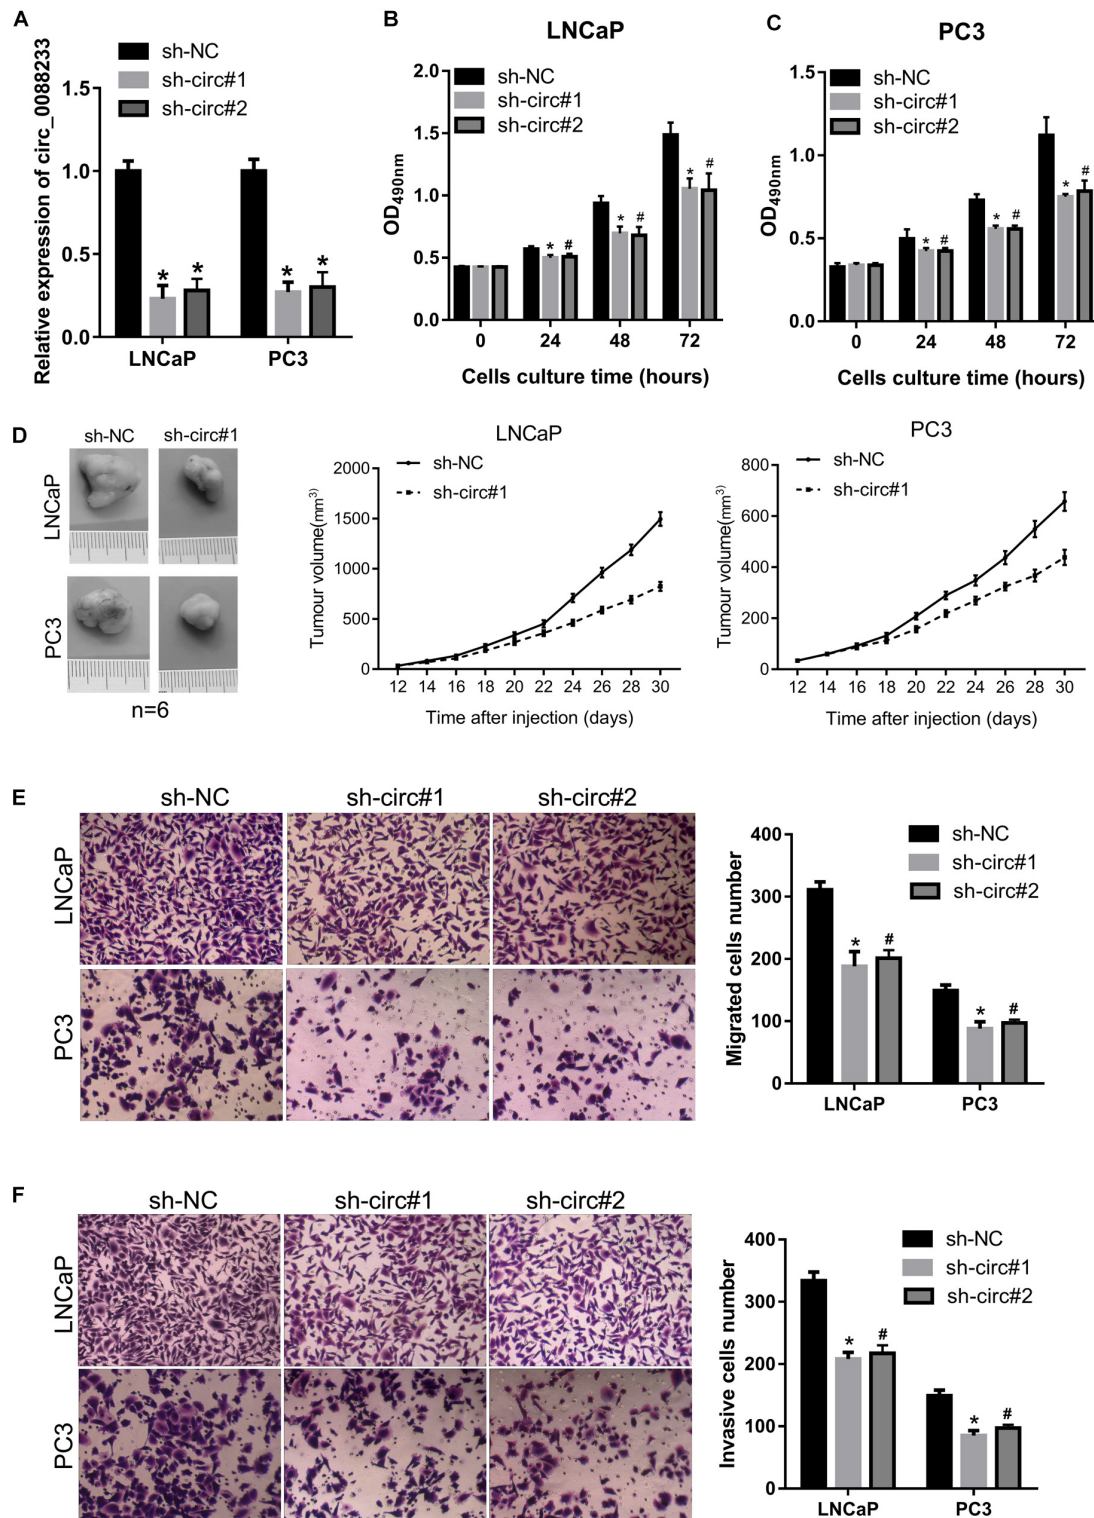 A
sh-NC
sh-circ#1
sh-circ#2
Relative expression of circ_0088233
1.5
1.0
0.5
0.0
LNCaP PC3
B
LNCaP
sh-NC
sh-circ#1
sh-circ#2
OD490nm
2.0
1.5
1.0
0.5
0.0
* # * # * #
0 24 48 72
Cells culture time (hours)
C
PC3
sh-NC
sh-circ#1
sh-circ#2
OD490nm
1.5
1.0
0.5
0.0
* # * # * #
0 24 48 72
Cells culture time (hours)
* * * *
D
sh-NC sh-circ#1
LNCaP
PC3
n=6
LNCaP
sh-NC
sh-circ#1
Tumour volume(mm3)
2000
1500
1000
500
0
12 14 16 18 20 22 24 26 28 30
Time after injection (days)
PC3
sh-NC
sh-circ#1
Tumour volume(mm3)
800
600
400
200
0
12 14 16 18 20 22 24 26 28 30
Time after injection (days)
E
sh-NC sh-circ#1 sh-circ#2
LNCaP
PC3
sh-NC
sh-circ#1
sh-circ#2
Migrated cells number
400
300
200
100
0
* # * #
LNCaP PC3
F
sh-NC sh-circ#1 sh-circ#2
LNCaP
PC3
sh-NC
sh-circ#1
sh-circ#2
Invasive cells number
400
300
200
100
0
* # * #
LNCaP PC3